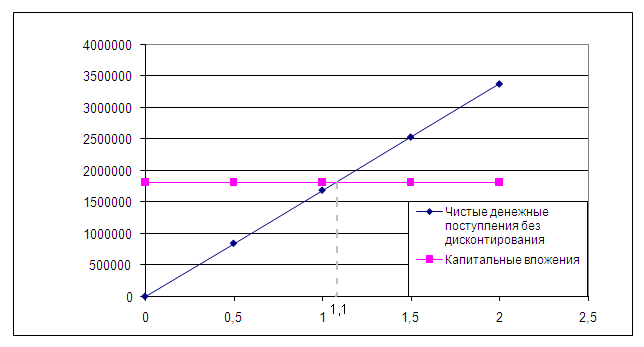 4000000
3500000
3000000
2500000
2000000
1500000
1000000
500000
0
Чистые денежные
поступления без
дисконтирования
Капитальные вложения
0 0,5 1 1,1 1,5 2 2,5